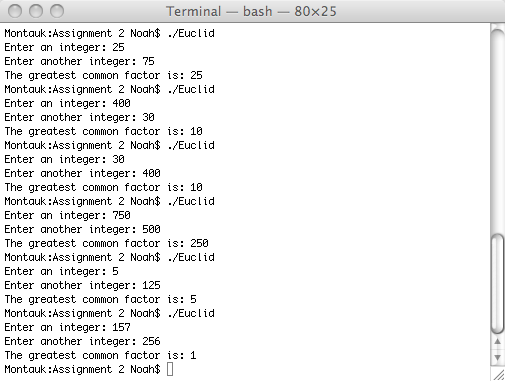 Terminal — bash — 80×25
Montauk:Assignment 2 Noah$ ./Euclid
Enter an integer: 25
Enter another integer: 75
The greatest common factor is: 25
Montauk:Assignment 2 Noah$ ./Euclid
Enter an integer: 400
Enter another integer: 30
The greatest common factor is: 10
Montauk:Assignment 2 Noah$ ./Euclid
Enter an integer: 30
Enter another integer: 400
The greatest common factor is: 10
Montauk:Assignment 2 Noah$ ./Euclid
Enter an integer: 750
Enter another integer: 500
The greatest common factor is: 250
Montauk:Assignment 2 Noah$ ./Euclid
Enter an integer: 5
Enter another integer: 125
The greatest common factor is: 5
Montauk:Assignment 2 Noah$ ./Euclid
Enter an integer: 157
Enter another integer: 256
The greatest common factor is: 1
Montauk:Assignment 2 Noah$